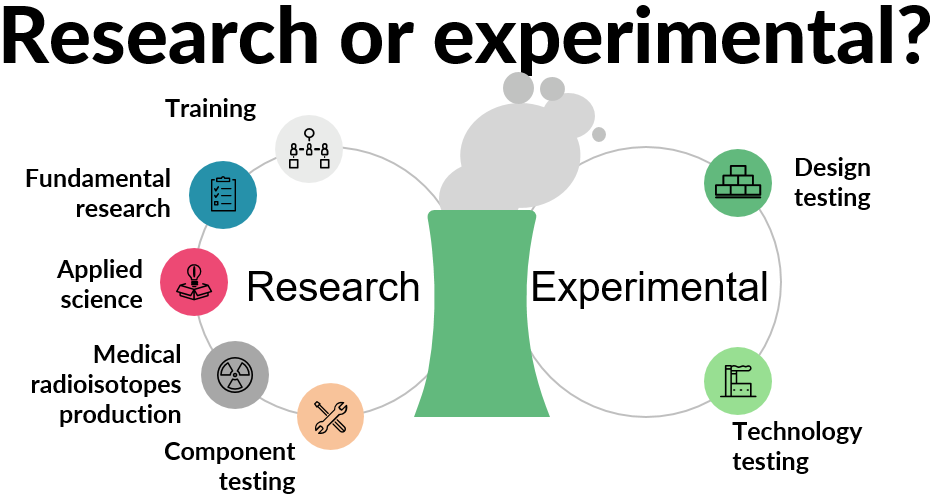 Research or experimental?
Training
Fundamental
research
Applied
science
Medical
radioisotopes
production
Component
testing
Research
Experimental
Design
testing
Technology
testing